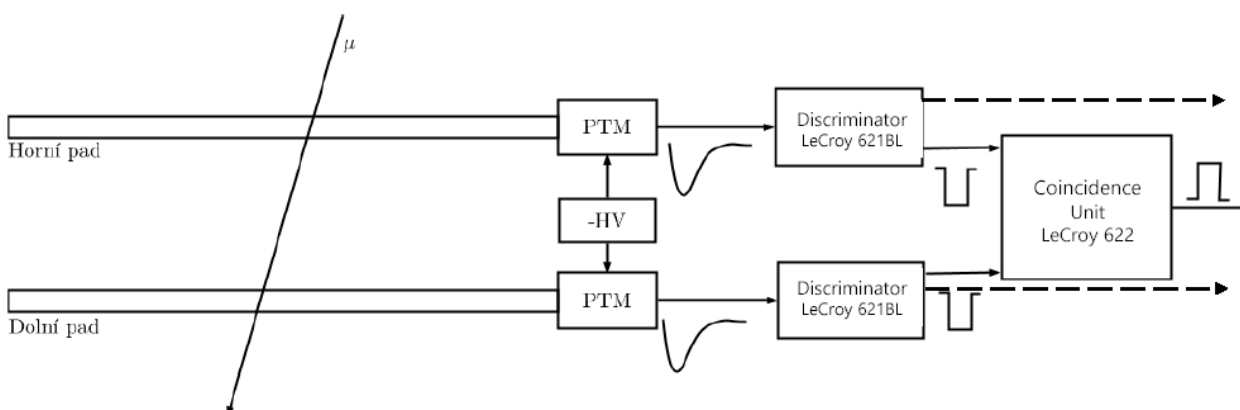 μ
PTM
Horní pad
Discriminator
LeCroy 621BL
-HV
Coincidence
Unit
LeCroy 622
PTM
Dolní pad
Discriminator
LeCroy 621BL